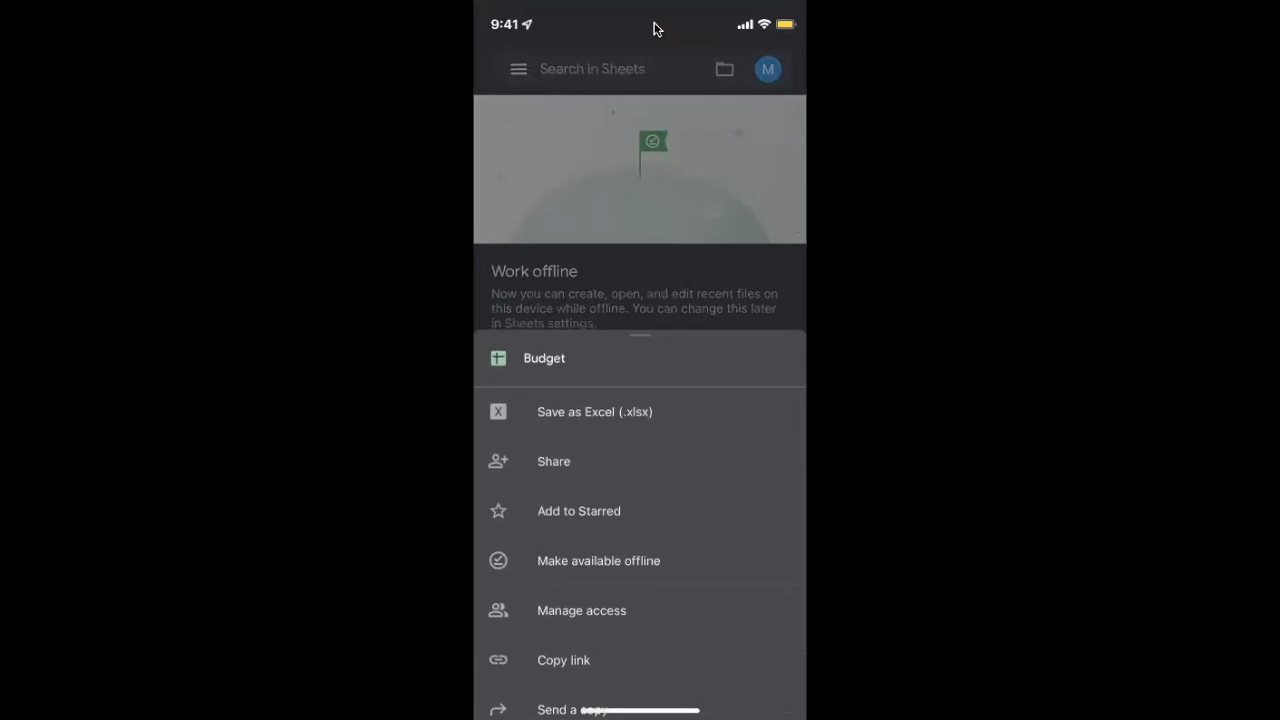 9:41
Search in Sheets
M
Work offline
Now you can create, open, and edit recent files on
this device while offline. You can change this later
in Sheets settings.
Budget
X Save as Excel (.xlsx)
Share
Add to Starred
Make available offline
Manage access
Copy link
Send a copy